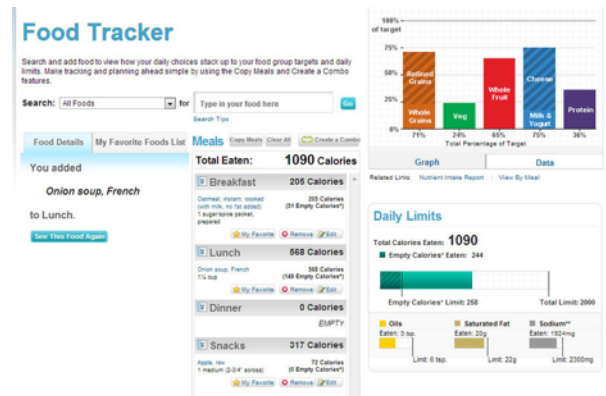 Food Tracker
Search and add food to view how your daily choices stack up to your food group targets and daily
limits. Make tracking and planning ahead simple by using the Copy Meals and Create a Combo
features.
Search: All Foods for Type in your food here Go
Search Tips
Food Details My Favorite Foods List
You added
Onion soup, French
to Lunch.
See This Food Again
Meals Copy Meals Clear All Create a Combo
Total Eaten: 1090 Calories
Breakfast 205 Calories
Oatmeal, instant, cooked 205 Calories
(with milk, no fat added) (51 Empty Calories*)
1 sugar/spice packet,
prepared
My Favorite Remove Edit
Lunch 568 Calories
Onion soup, French 568 Calories
1¼ cup
My Favorite Remove Edit
Dinner 0 Calories
EMPTY
Snacks 317 Calories
Apple, raw 72 Calories
1 medium (2-3/4" across) (0 Empty Calories*)
My Favorite Remove Edit
100%
of target
75%
50%
25%
0%
Refined
Grains
Whole
Grains
Veg
Whole
Fruit
Cheese
Milk &
Yogurt
Protein
71% 24% 65% 75% 36%
Total Percentage of Target
Graph Data
Related Links Nutrient Intake Report | View By Meal
Daily Limits
Total Calories Eaten: 1090
Empty Calories* Eaten: 244
Empty Calories* Limit: 258 Total Limit: 2000
Oils Saturated Fat Sodium**
Eaten: 3 tsp. Eaten: 20g Eaten: 1924mg
Limit: 6 tsp. Limit: 22g Limit: 2300mg